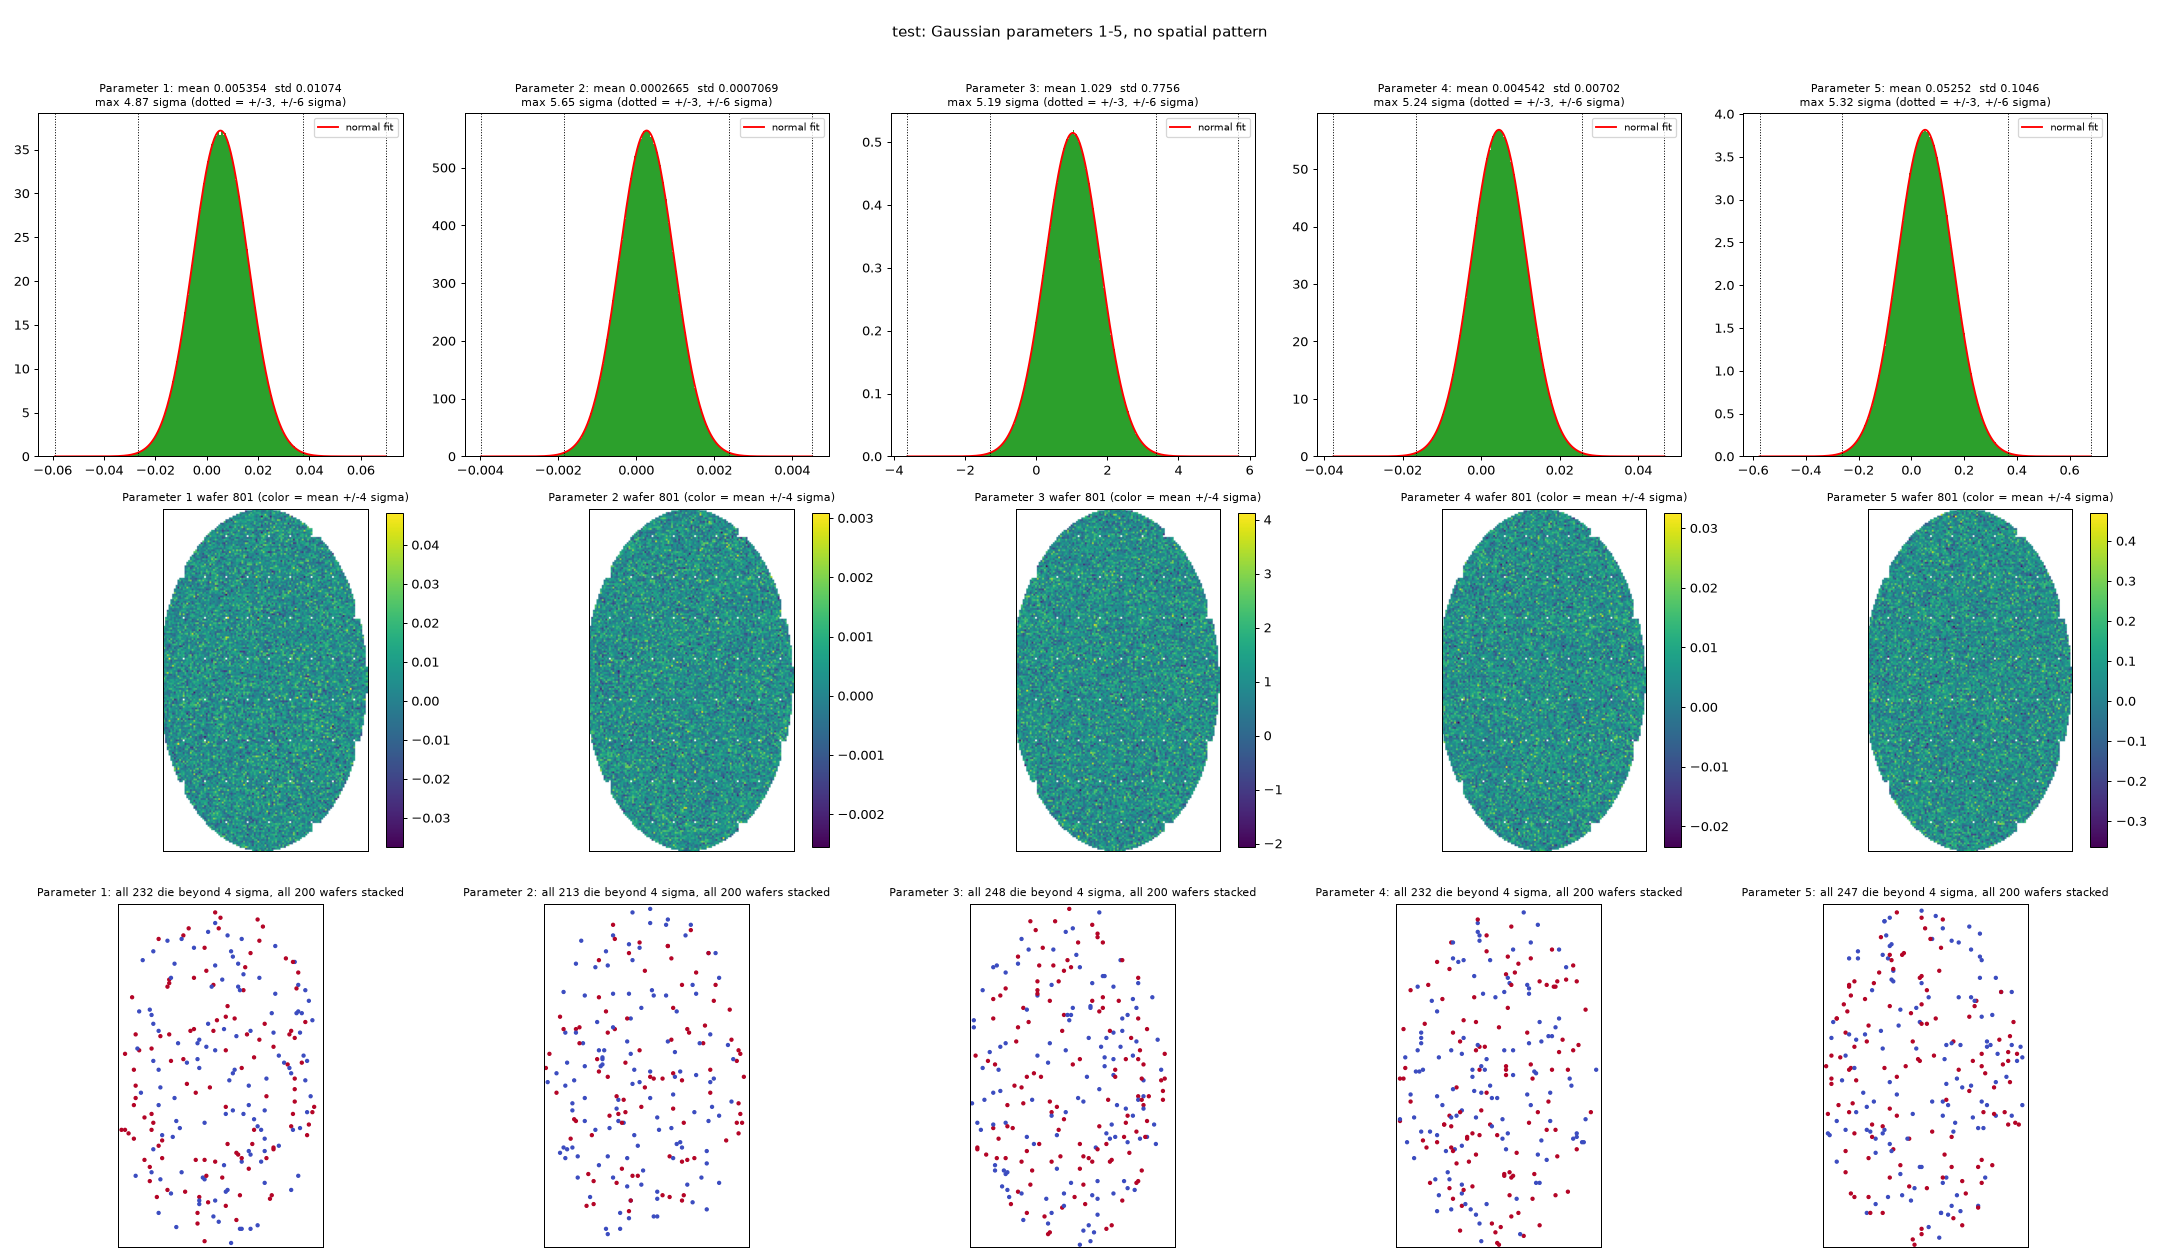 test: Gaussian parameters 1-5, no spatial pattern
Parameter 1: mean 0.005354  std 0.01074
max 4.87 sigma (dotted = +/-3, +/-6 sigma)
normal fit
35
30
25
20
15
10
5
0
−0.06 −0.04 −0.02 0.00 0.02 0.04 0.06
Parameter 2: mean 0.0002665  std 0.0007069
max 5.65 sigma (dotted = +/-3, +/-6 sigma)
normal fit
500
400
300
200
100
0
−0.004 −0.002 0.000 0.002 0.004
Parameter 3: mean 1.029  std 0.7756
max 5.19 sigma (dotted = +/-3, +/-6 sigma)
normal fit
0.5
0.4
0.3
0.2
0.1
0.0
−4 −2 0 2 4 6
Parameter 4: mean 0.004542  std 0.00702
max 5.24 sigma (dotted = +/-3, +/-6 sigma)
normal fit
50
40
30
20
10
0
−0.04 −0.02 0.00 0.02 0.04
Parameter 5: mean 0.05252  std 0.1046
max 5.32 sigma (dotted = +/-3, +/-6 sigma)
normal fit
4.0
3.5
3.0
2.5
2.0
1.5
1.0
0.5
0.0
−0.6 −0.4 −0.2 0.0 0.2 0.4 0.6
Parameter 1 wafer 801 (color = mean +/-4 sigma)
0.04
0.03
0.02
0.01
0.00
−0.01
−0.02
−0.03
Parameter 2 wafer 801 (color = mean +/-4 sigma)
0.003
0.002
0.001
0.000
−0.001
−0.002
Parameter 3 wafer 801 (color = mean +/-4 sigma)
4
3
2
1
0
−1
−2
Parameter 4 wafer 801 (color = mean +/-4 sigma)
0.03
0.02
0.01
0.00
−0.01
−0.02
Parameter 5 wafer 801 (color = mean +/-4 sigma)
0.4
0.3
0.2
0.1
0.0
−0.1
−0.2
−0.3
Parameter 1: all 232 die beyond 4 sigma, all 200 wafers stacked
Parameter 2: all 213 die beyond 4 sigma, all 200 wafers stacked
Parameter 3: all 248 die beyond 4 sigma, all 200 wafers stacked
Parameter 4: all 232 die beyond 4 sigma, all 200 wafers stacked
Parameter 5: all 247 die beyond 4 sigma, all 200 wafers stacked